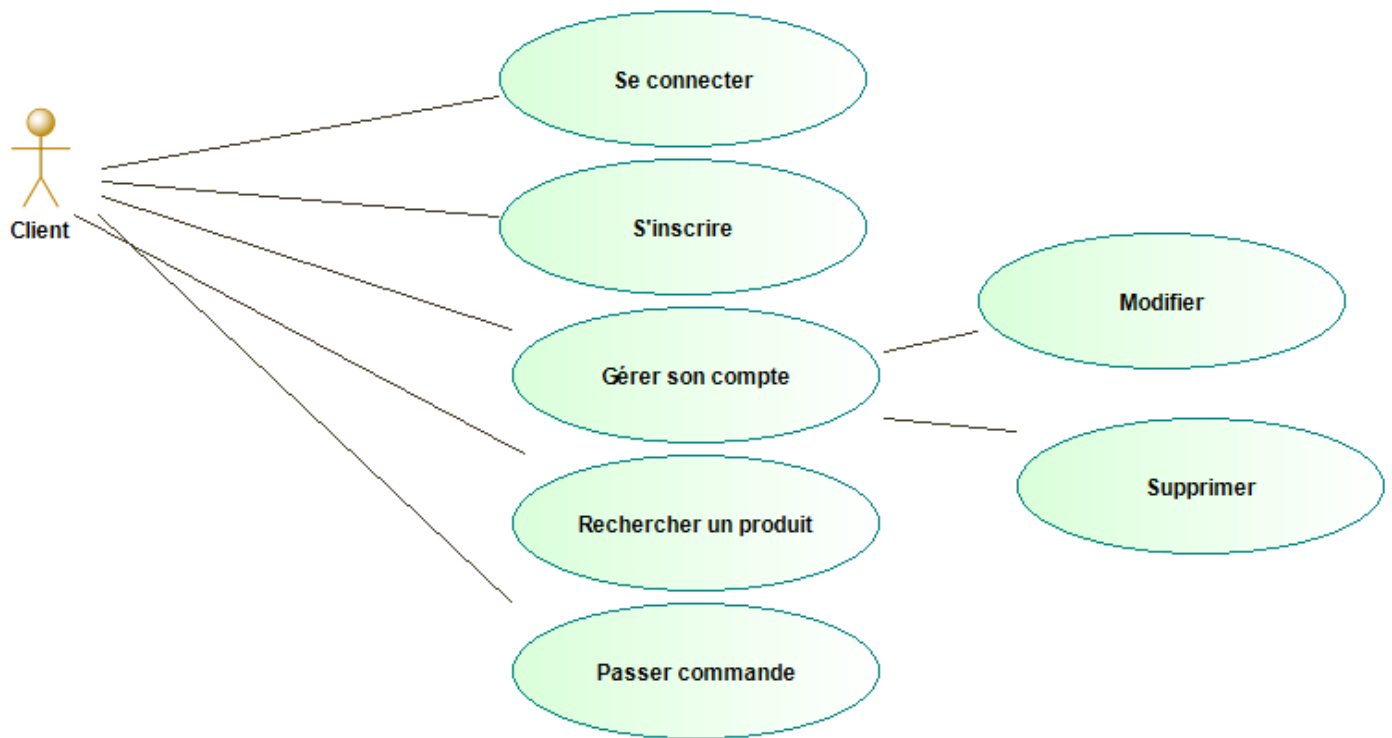 Se connecter
Client
S'inscrire
Modifier
Gérer son compte
Supprimer
Rechercher un produit
Passer commande